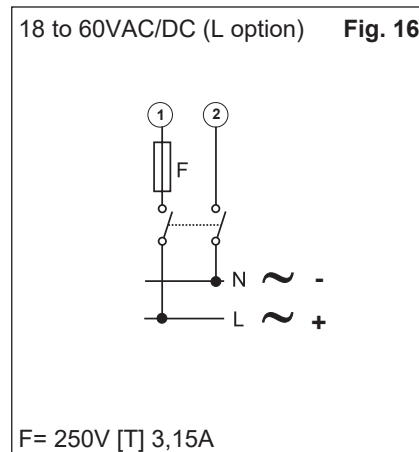 18 to 60VAC/DC (L option) Fig. 16
1 2
F
N ~ -
L ~ +
F= 250V [T] 3,15A